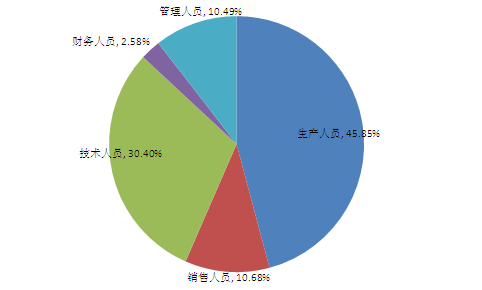 管理人员, 10.49%
财务人员, 2.58%
生产人员, 45.85%
技术人员, 30.40%
销售人员, 10.68%